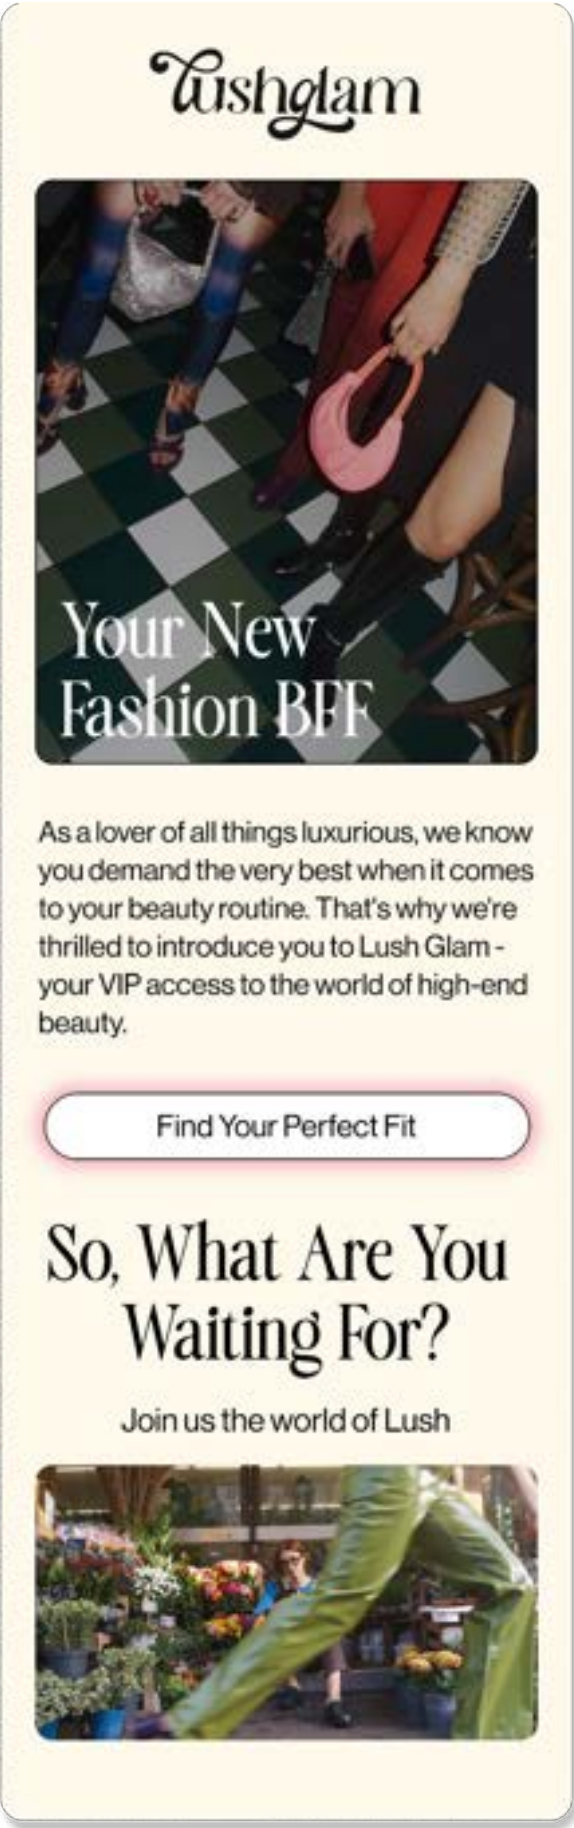 lushglam
Your New
Fashion BFF
As a lover of all things luxurious, we know
you demand the very best when it comes
to your beauty routine. That's why we're
thrilled to introduce you to Lush Glam -
your VIP access to the world of high-end
beauty.
Find Your Perfect Fit
So, What Are You
Waiting For?
Join us the world of Lush